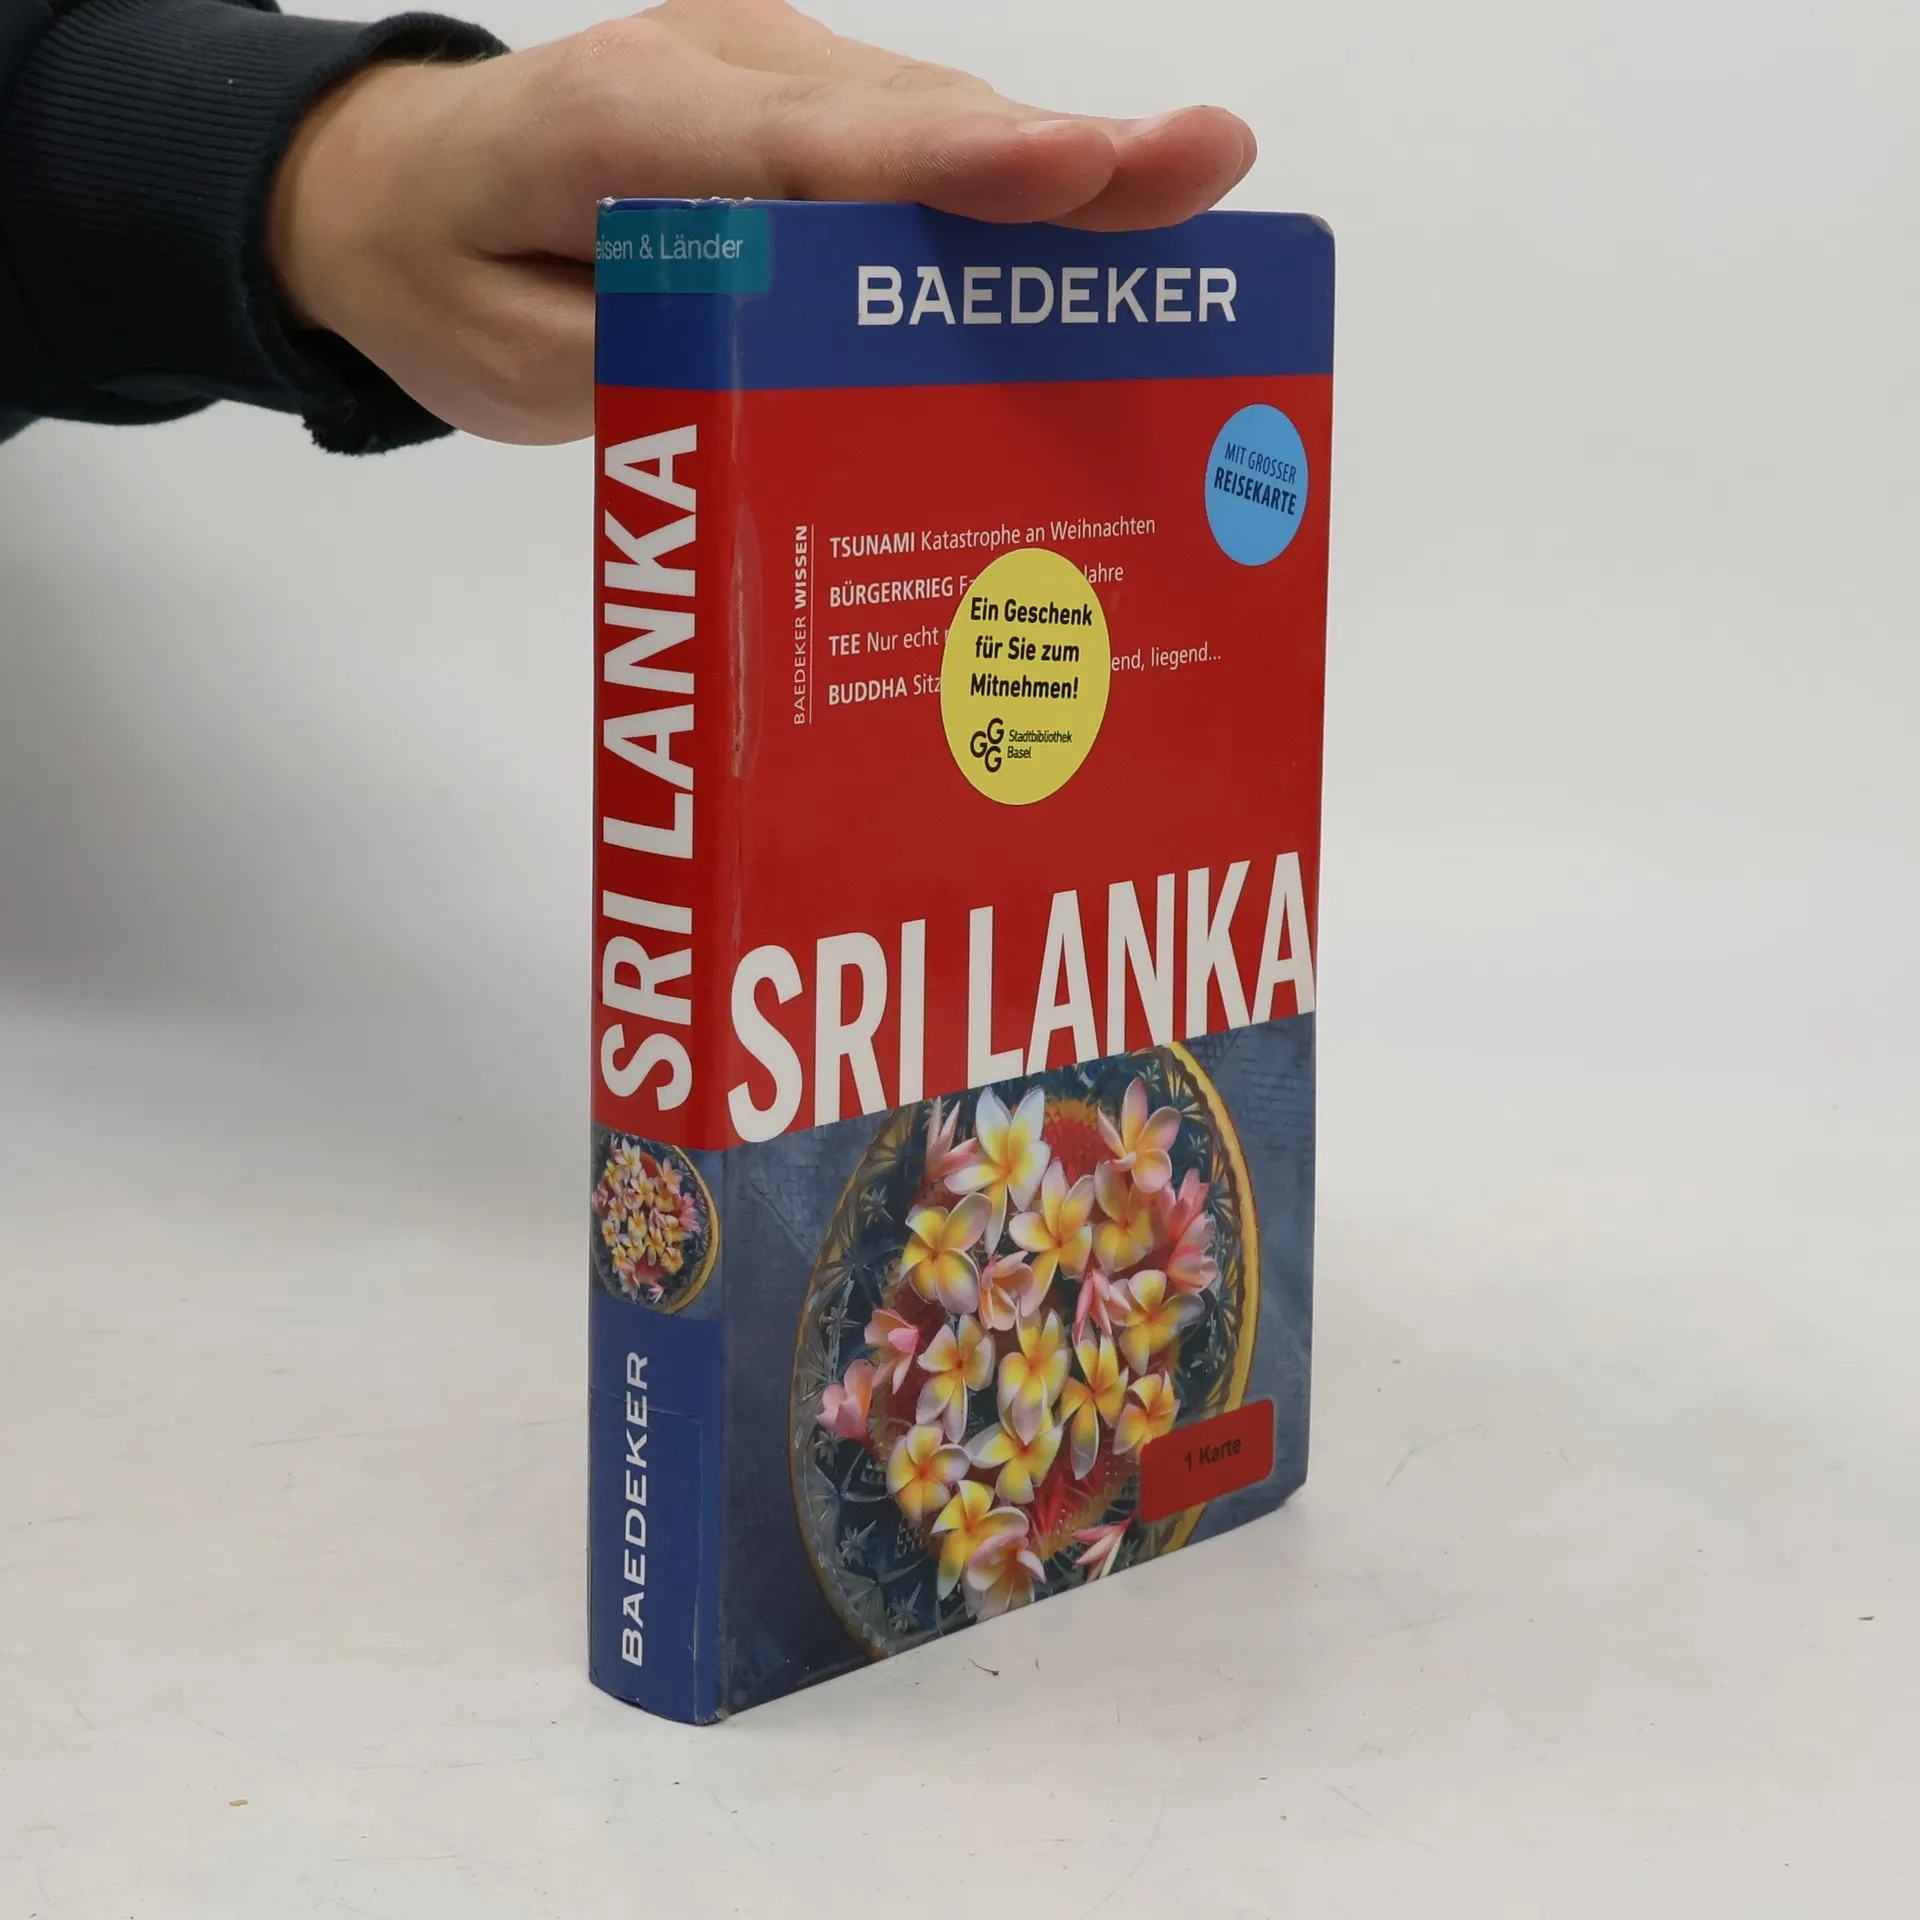 eisen & Länder
SRI LANKA
BAEDEKER
BAEDEKER
MIT GROSSER
REISEKARTE
BAEDEKER WISSEN
TSUNAMI Katastrophe an Weihnachten
BÜRGERKRIEG Jahre
TEE Nur echt
BUDDHA end, liegend...
Ein Geschenk
für Sie zum
Mitnehmen!
GGG
Stadtbibliothek
Basel
SRI LANKA
1 Karte